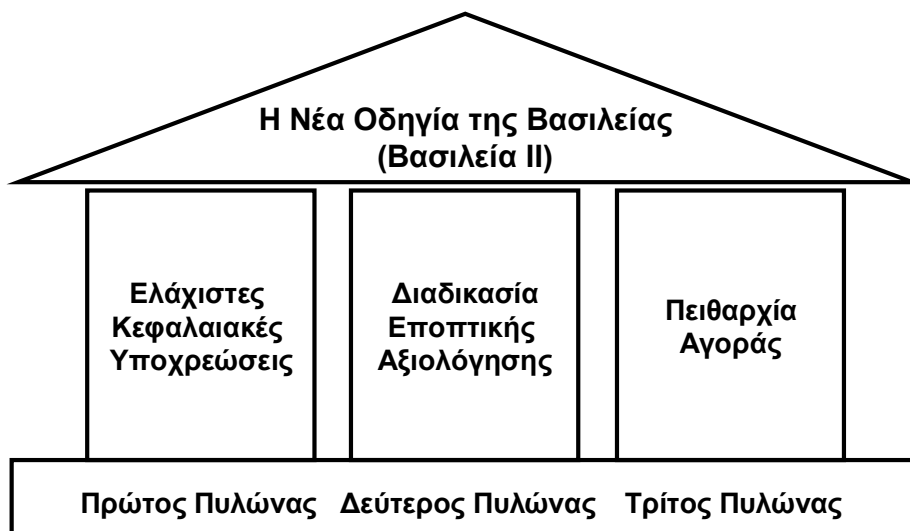 Η Νέα Οδηγία της Βασιλείας
(Βασιλεία ΙΙ)
Ελάχιστες
Κεφαλαιακές
Υποχρεώσεις
Διαδικασία
Εποπτικής
Αξιολόγησης
Πειθαρχία
Αγοράς
Πρώτος Πυλώνας
Δεύτερος Πυλώνας
Τρίτος Πυλώνας